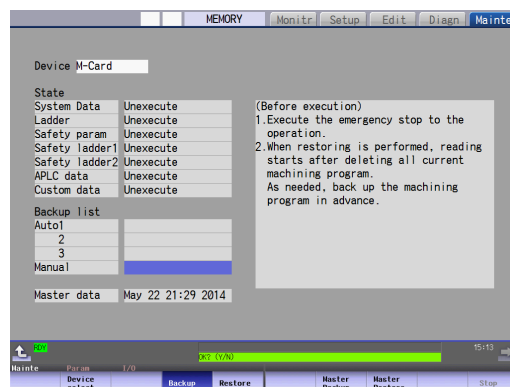 MEMORY Monitr Setup Edit Diagn Mainte
Device M-Card
State
System Data Unexecute
Ladder Unexecute
Safety param Unexecute
Safety ladder1 Unexecute
Safety ladder2 Unexecute
APLC data Unexecute
Custom data Unexecute
(Before execution)
1.Execute the emergency stop to the
operation.
2.When restoring is performed, reading
starts after deleting all current
machining program.
As needed, back up the machining
program in advance.
Backup list
Auto1
2
3
Manual
Master data May 22 21:29 2014
RDY
15:13
OK? (Y/N)
Mainte Param I/O
Device
select Backup Restore Master
Backup Master
Restore Stop